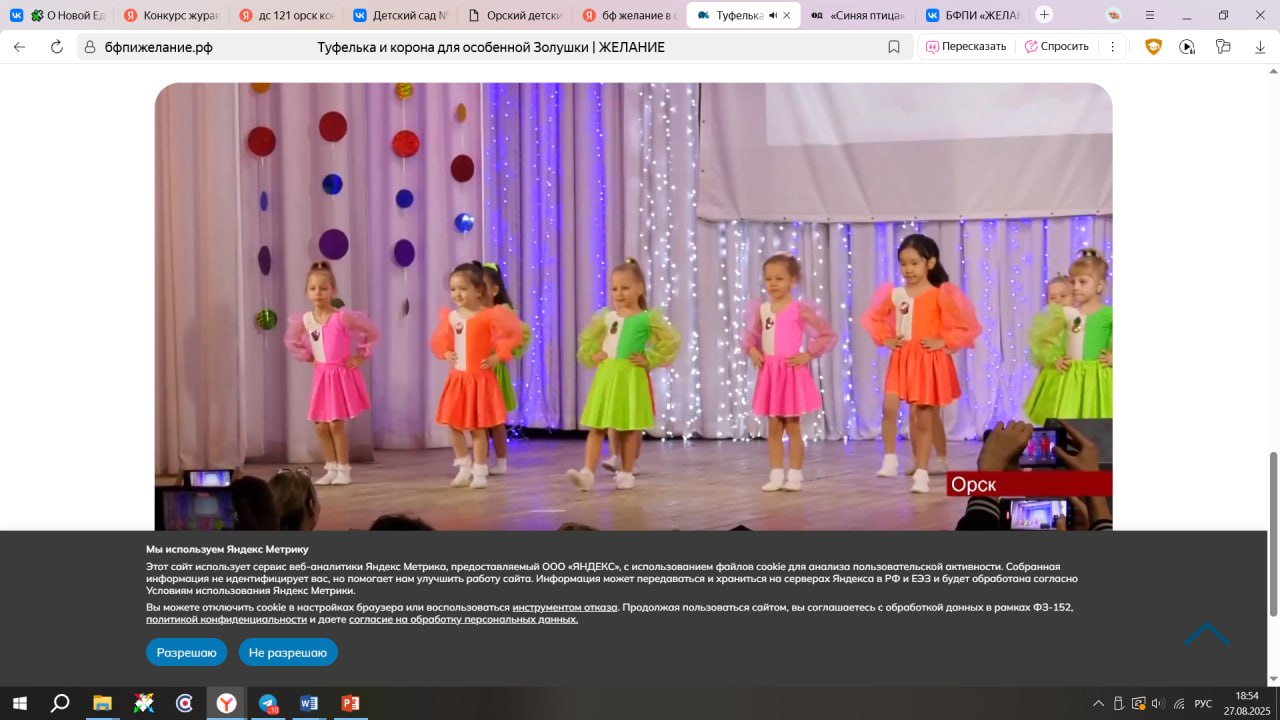 О Новой Ед
Конкурс журав
дс 121 орск кон
Детский сад №
Орский детски
бф желание в о
Туфелька
«Синяя птица»
БФПИ «ЖЕЛАН
бфпижелание.рф
Туфелька и корона для особенной Золушки | ЖЕЛАНИЕ
Пересказать
Спросить
Орск
Мы используем Яндекс Метрику
Этот сайт использует сервис веб-аналитики Яндекс Метрика, предоставляемый ООО «ЯНДЕКС», с использованием файлов cookie для анализа пользовательской активности. Собранная
информация не идентифицирует вас, но помогает нам улучшить работу сайта. Информация может передаваться и храниться на серверах Яндекса в РФ и ЕЭЗ и будет обработана согласно
Условиям использования Яндекс Метрики.
Вы можете отключить cookie в настройках браузера или воспользоваться инструментом отказа. Продолжая пользоваться сайтом, вы соглашаетесь с обработкой данных в рамках ФЗ-152,
политикой конфиденциальности и даете согласие на обработку персональных данных.
Разрешаю
Не разрешаю
10
РУС
18:54
27.08.2025